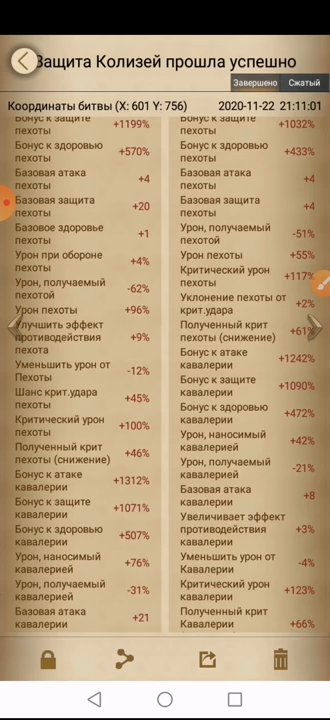 Защита Колизей прошла успешно
Завершено
Сжатый
Координаты битвы (X: 601 Y: 756)
2020-11-22 21:11:01
Бонус к защите
пехоты
+1199%
Бонус к здоровью
пехоты
+570%
Базовая атака
пехоты
+4
Базовая защита
пехоты
+20
Базовое здоровье
пехоты
+1
Урон при обороне
пехоты
+4%
Урон, получаемый
пехотой
-62%
Урон пехоты
+96%
Улучшить эффект
противодействия
пехота
+9%
Уменьшить урон от
Пехоты
-12%
Шанс крит.удара
пехоты
+45%
Критический урон
пехоты
+100%
Полученный крит
пехоты (снижение)
+46%
Бонус к атаке
кавалерии
+1312%
Бонус к защите
кавалерии
+1071%
Бонус к здоровью
кавалерии
+507%
Урон, наносимый
кавалерией
+76%
Урон, получаемый
кавалерией
-31%
Базовая атака
кавалерии
+21
Бонус к защите
пехоты
+1032%
Бонус к здоровью
пехоты
+433%
Базовая атака
пехоты
+4
Базовая защита
пехоты
+4
Урон, получаемый
пехотой
-51%
Урон пехоты
+55%
Критический урон
пехоты
+117%
Уклонение пехоты от
крит.удара
+2%
Полученный крит
пехоты (снижение)
+61%
Бонус к атаке
кавалерии
+1242%
Бонус к защите
кавалерии
+1090%
Бонус к здоровью
кавалерии
+472%
Урон, наносимый
кавалерией
+42%
Урон, получаемый
кавалерией
-21%
Базовая атака
кавалерии
+8
Увеличивает эффект
противодействия
кавалерии
+3%
Уменьшить урон от
Кавалерии
-4%
Критический урон
кавалерии
+123%
Полученный крит
Кавалерии
+66%